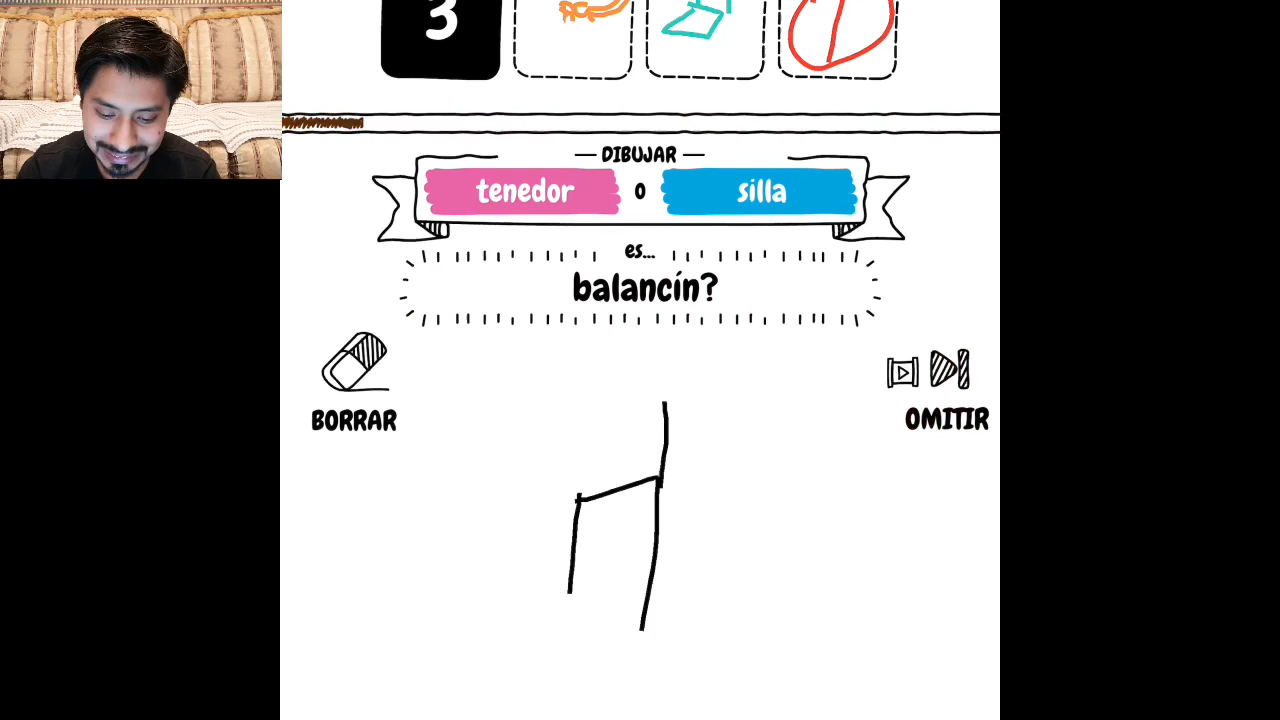 3
DIBUJAR
tenedor o silla
es...
balancín?
BORRAR
OMITIR